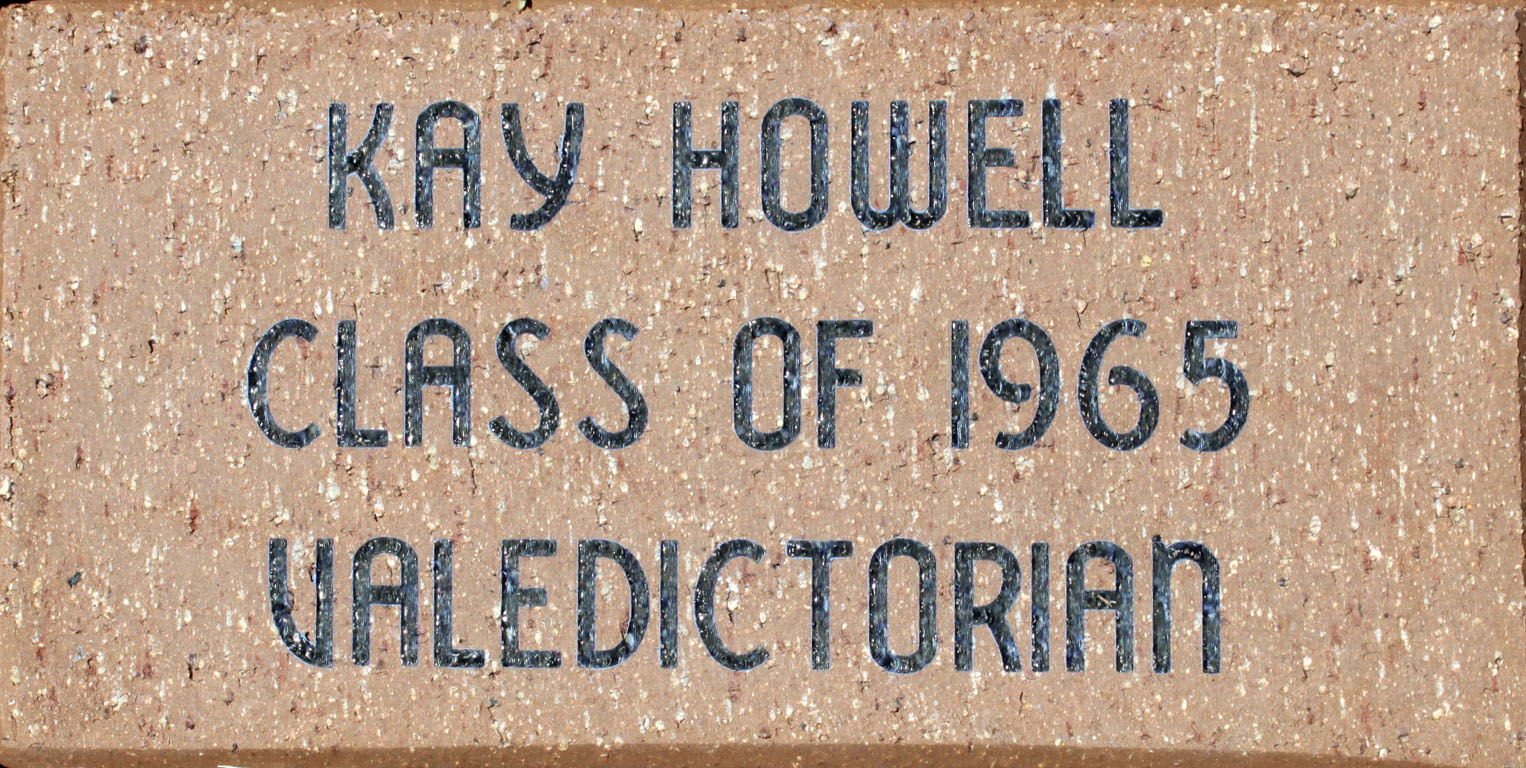 KAY HOWELL
CLASS OF 1965
VALEDICTORIAN